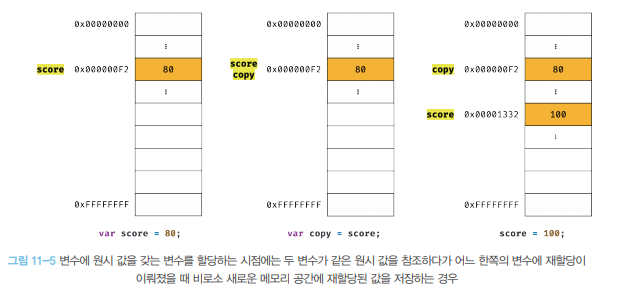 0x00000000
⋮
score 0x000000F2 80
⋮
0xFFFFFFFF
var score = 80;
0x00000000
⋮
score
copy
0x000000F2 80
⋮
0xFFFFFFFF
var copy = score;
0x00000000
⋮
copy 0x000000F2 80
⋮
score 0x00001332 100
⋮
0xFFFFFFFF
score = 100;
그림 11-5 변수에 원시 값을 갖는 변수를 할당하는 시점에는 두 변수가 같은 원시 값을 참조하다가 어느 한쪽의 변수에 재할당이
이뤄졌을 때 비로소 새로운 메모리 공간에 재할당된 값을 저장하는 경우